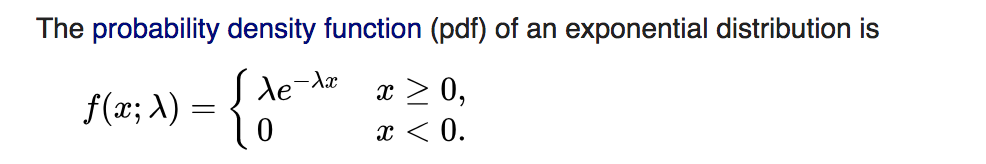 The probability density function (pdf) of an exponential distribution is
f(x; λ) = { λe^{−λx} x ≥ 0,
0 x < 0.